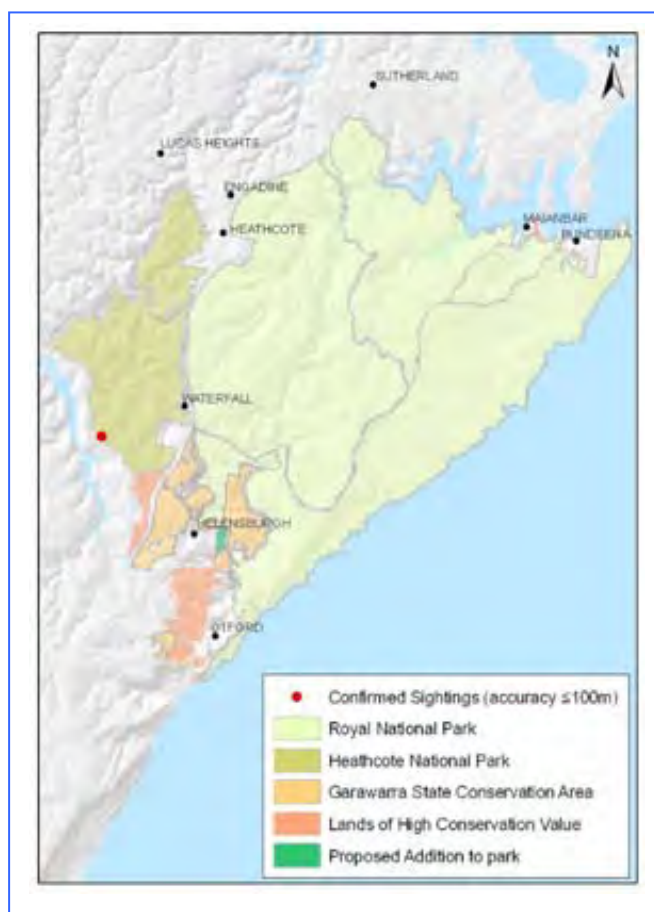 N
SUTHERLAND
LUCAS HEIGHTS
ENGADINE
HEATHCOTE
MAIANBAR
BUNDEENA
WATERFALL
HELENSBURGH
OTFORD
Confirmed Sightings (accuracy ≤100m)
Royal National Park
Heathcote National Park
Garawarra State Conservation Area
Lands of High Conservation Value
Proposed Addition to park